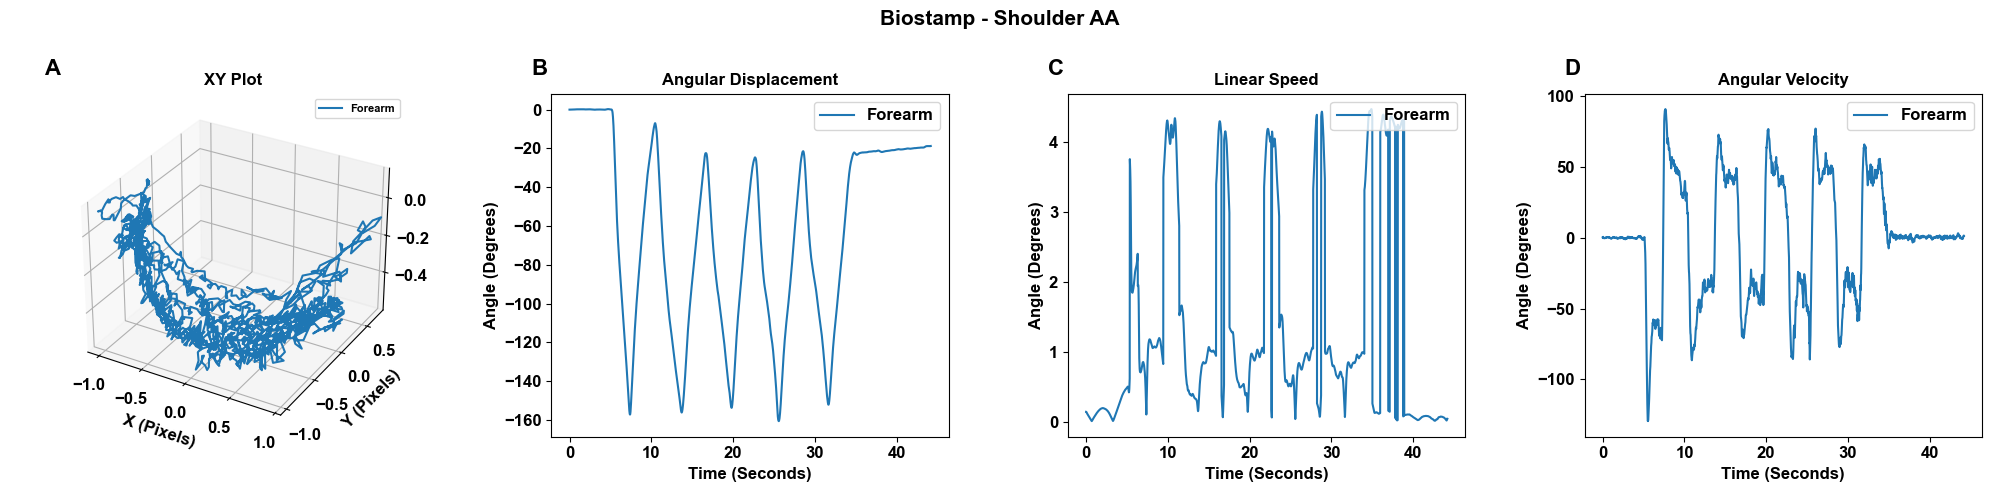 Biostamp - Shoulder AA
A
XY Plot
Forearm
0.0
−0.2
−0.4
0.5
0.0
−0.5
−1.0
Y (Pixels)
−1.0
−0.5
0.0
0.5
1.0
X (Pixels)
B
Angular Displacement
Forearm
0
−20
−40
−60
−80
−100
−120
−140
−160
Angle (Degrees)
0 10 20 30 40
Time (Seconds)
C
Linear Speed
Forearm
4
3
2
1
0
Angle (Degrees)
0 10 20 30 40
Time (Seconds)
D
Angular Velocity
Forearm
100
50
0
−50
−100
Angle (Degrees)
0 10 20 30 40
Time (Seconds)